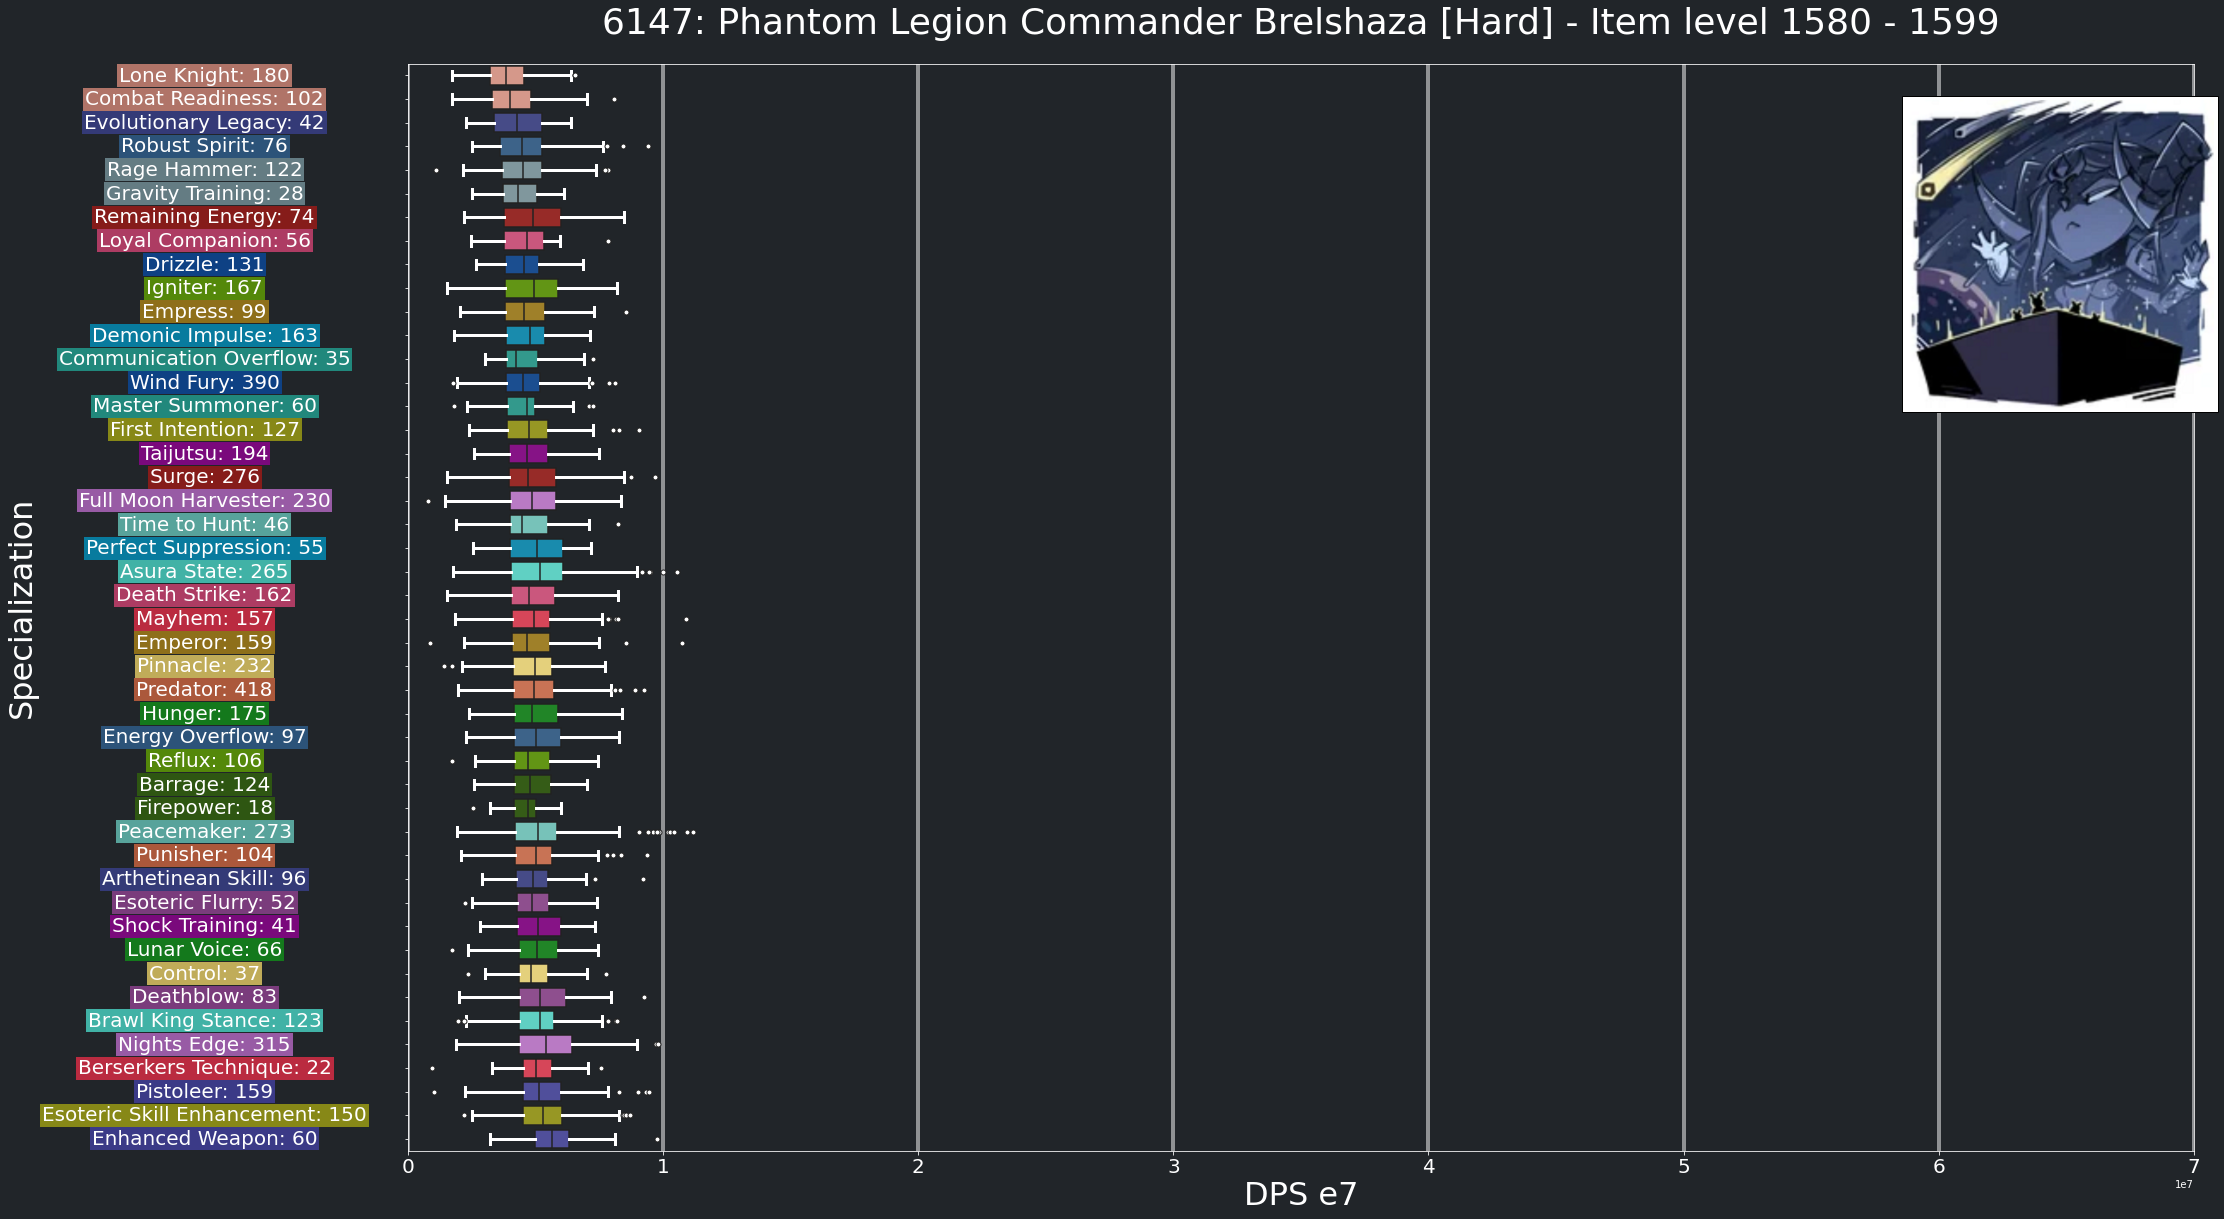 6147: Phantom Legion Commander Brelshaza [Hard] - Item level 1580 - 1599
Specialization
Lone Knight: 180
Combat Readiness: 102
Evolutionary Legacy: 42
Robust Spirit: 76
Rage Hammer: 122
Gravity Training: 28
Remaining Energy: 74
Loyal Companion: 56
Drizzle: 131
Igniter: 167
Empress: 99
Demonic Impulse: 163
Communication Overflow: 35
Wind Fury: 390
Master Summoner: 60
First Intention: 127
Taijutsu: 194
Surge: 276
Full Moon Harvester: 230
Time to Hunt: 46
Perfect Suppression: 55
Asura State: 265
Death Strike: 162
Mayhem: 157
Emperor: 159
Pinnacle: 232
Predator: 418
Hunger: 175
Energy Overflow: 97
Reflux: 106
Barrage: 124
Firepower: 18
Peacemaker: 273
Punisher: 104
Arthetinean Skill: 96
Esoteric Flurry: 52
Shock Training: 41
Lunar Voice: 66
Control: 37
Deathblow: 83
Brawl King Stance: 123
Nights Edge: 315
Berserkers Technique: 22
Pistoleer: 159
Esoteric Skill Enhancement: 150
Enhanced Weapon: 60
0 1 2 3 4 5 6 7
1e7
DPS e7